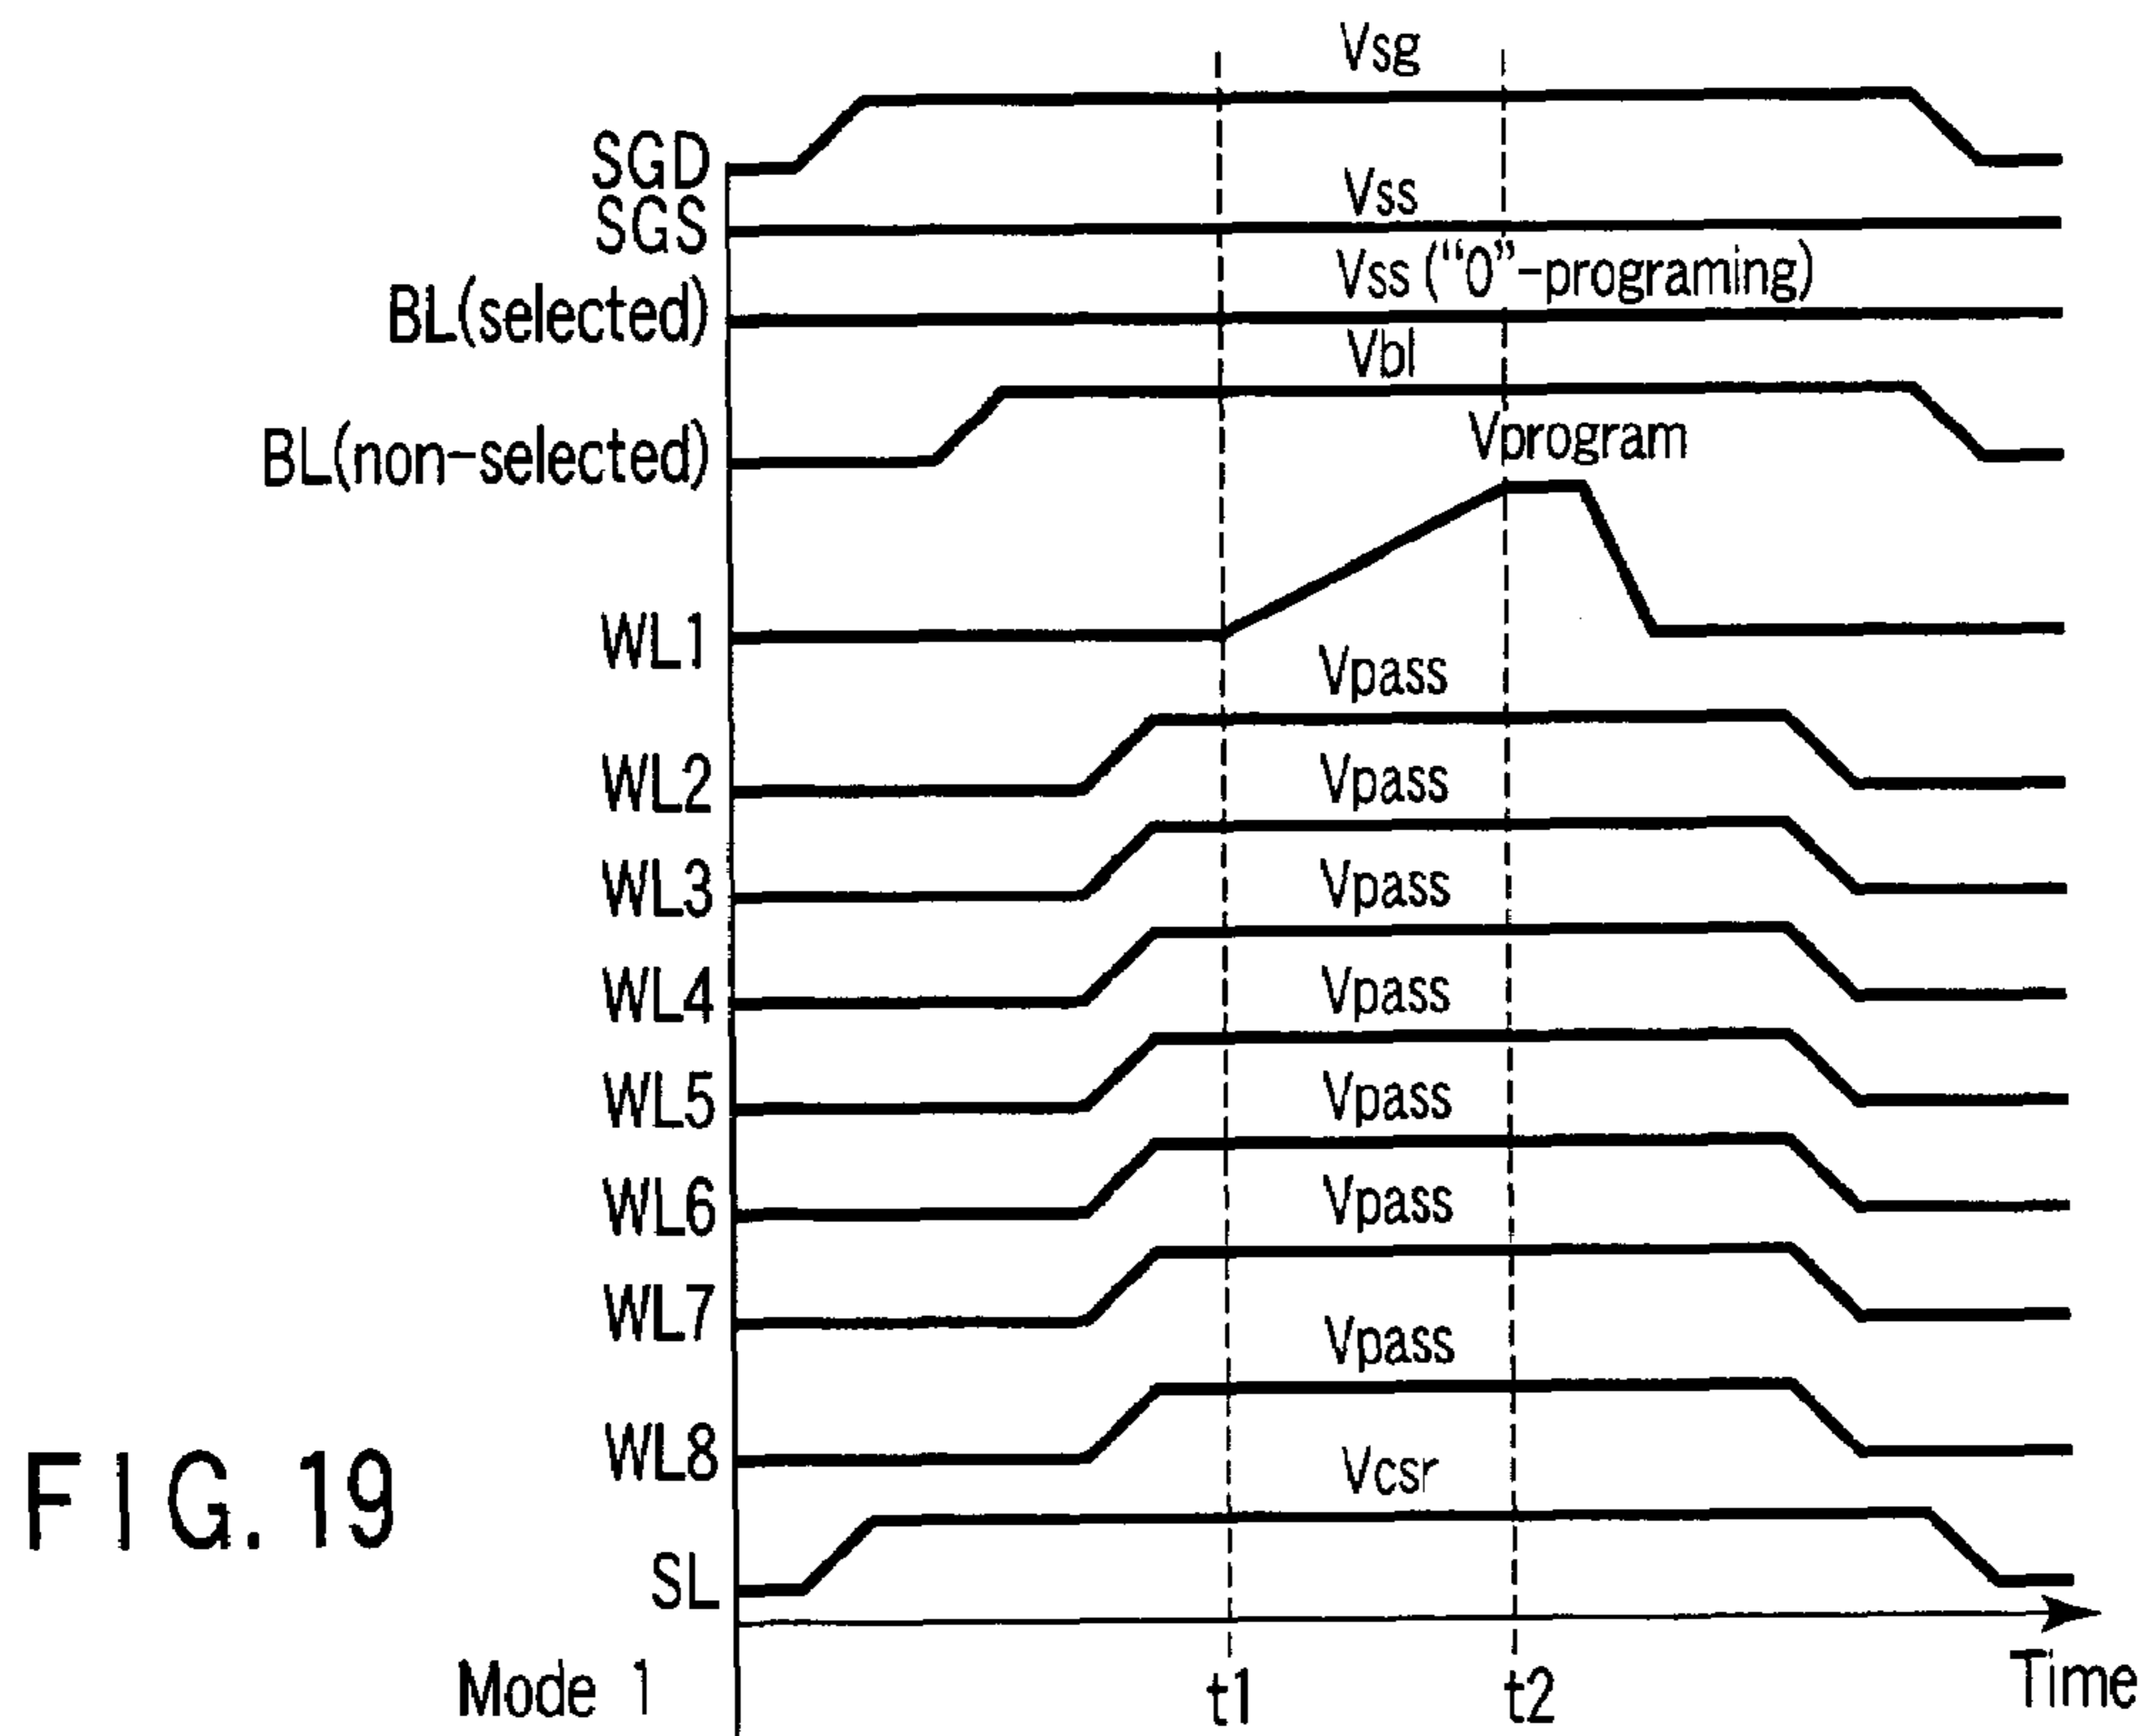 Vsg
SGD
Vss
SGS
Vss ("0"-programing)
BL(selected)
Vbl
BL(non-selected)
Vprogram
WL1
Vpass
WL2
Vpass
WL3
Vpass
WL4
Vpass
WL5
Vpass
WL6
Vpass
WL7
Vpass
WL8
Vcsr
SL
FIG.19
Mode 1
t1
t2
Time